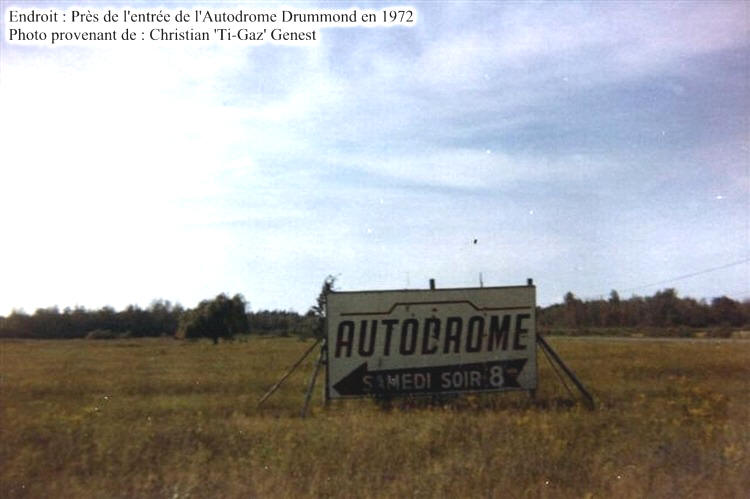 Endroit : Près de l'entrée de l'Autodrome Drummond en 1972
Photo provenant de : Christian 'Ti-Gaz' Genest
AUTODROME
SAMEDI SOIR 8